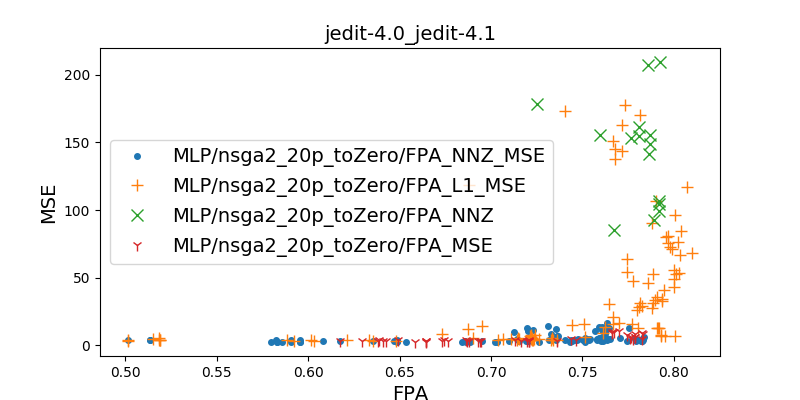 jedit-4.0_jedit-4.1
200
150
100
50
0
MSE
MLP/nsga2_20p_toZero/FPA_NNZ_MSE
MLP/nsga2_20p_toZero/FPA_L1_MSE
MLP/nsga2_20p_toZero/FPA_NNZ
MLP/nsga2_20p_toZero/FPA_MSE
0.50 0.55 0.60 0.65 0.70 0.75 0.80
FPA